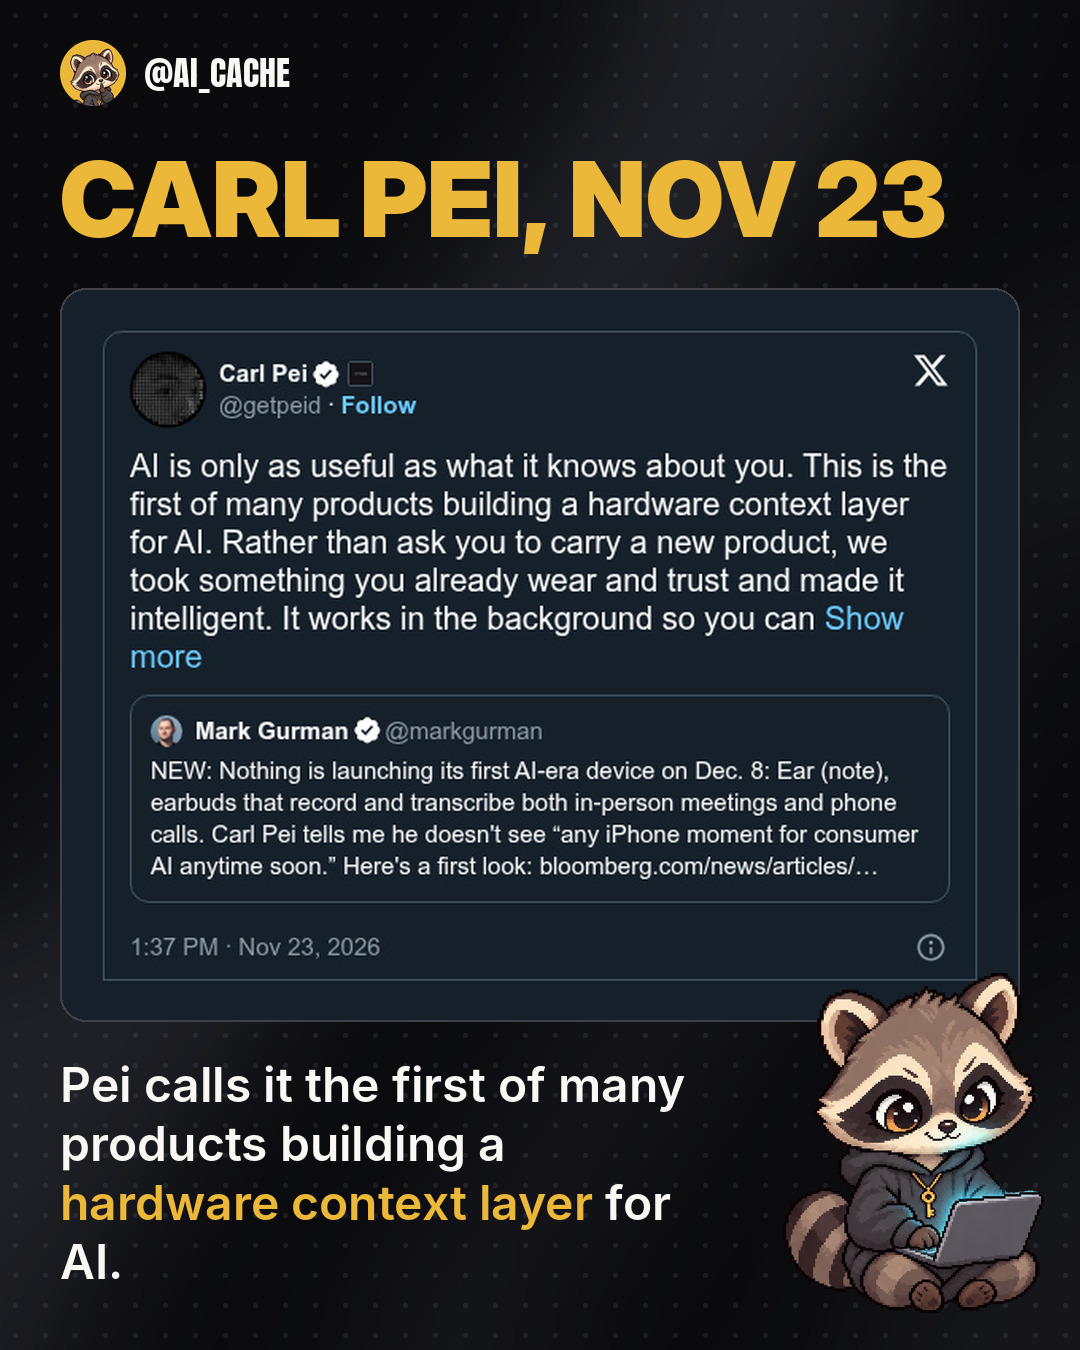 @AI_CACHE
CARL PEI, NOV 23
Carl Pei
@getpeid · Follow
AI is only as useful as what it knows about you. This is the
first of many products building a hardware context layer
for AI. Rather than ask you to carry a new product, we
took something you already wear and trust and made it
intelligent. It works in the background so you can Show
more
Mark Gurman @markgurman
NEW: Nothing is launching its first AI-era device on Dec. 8: Ear (note),
earbuds that record and transcribe both in-person meetings and phone
calls. Carl Pei tells me he doesn't see “any iPhone moment for consumer
AI anytime soon.” Here's a first look: bloomberg.com/news/articles/…
1:37 PM · Nov 23, 2026
Pei calls it the first of many
products building a
hardware context layer for
AI.